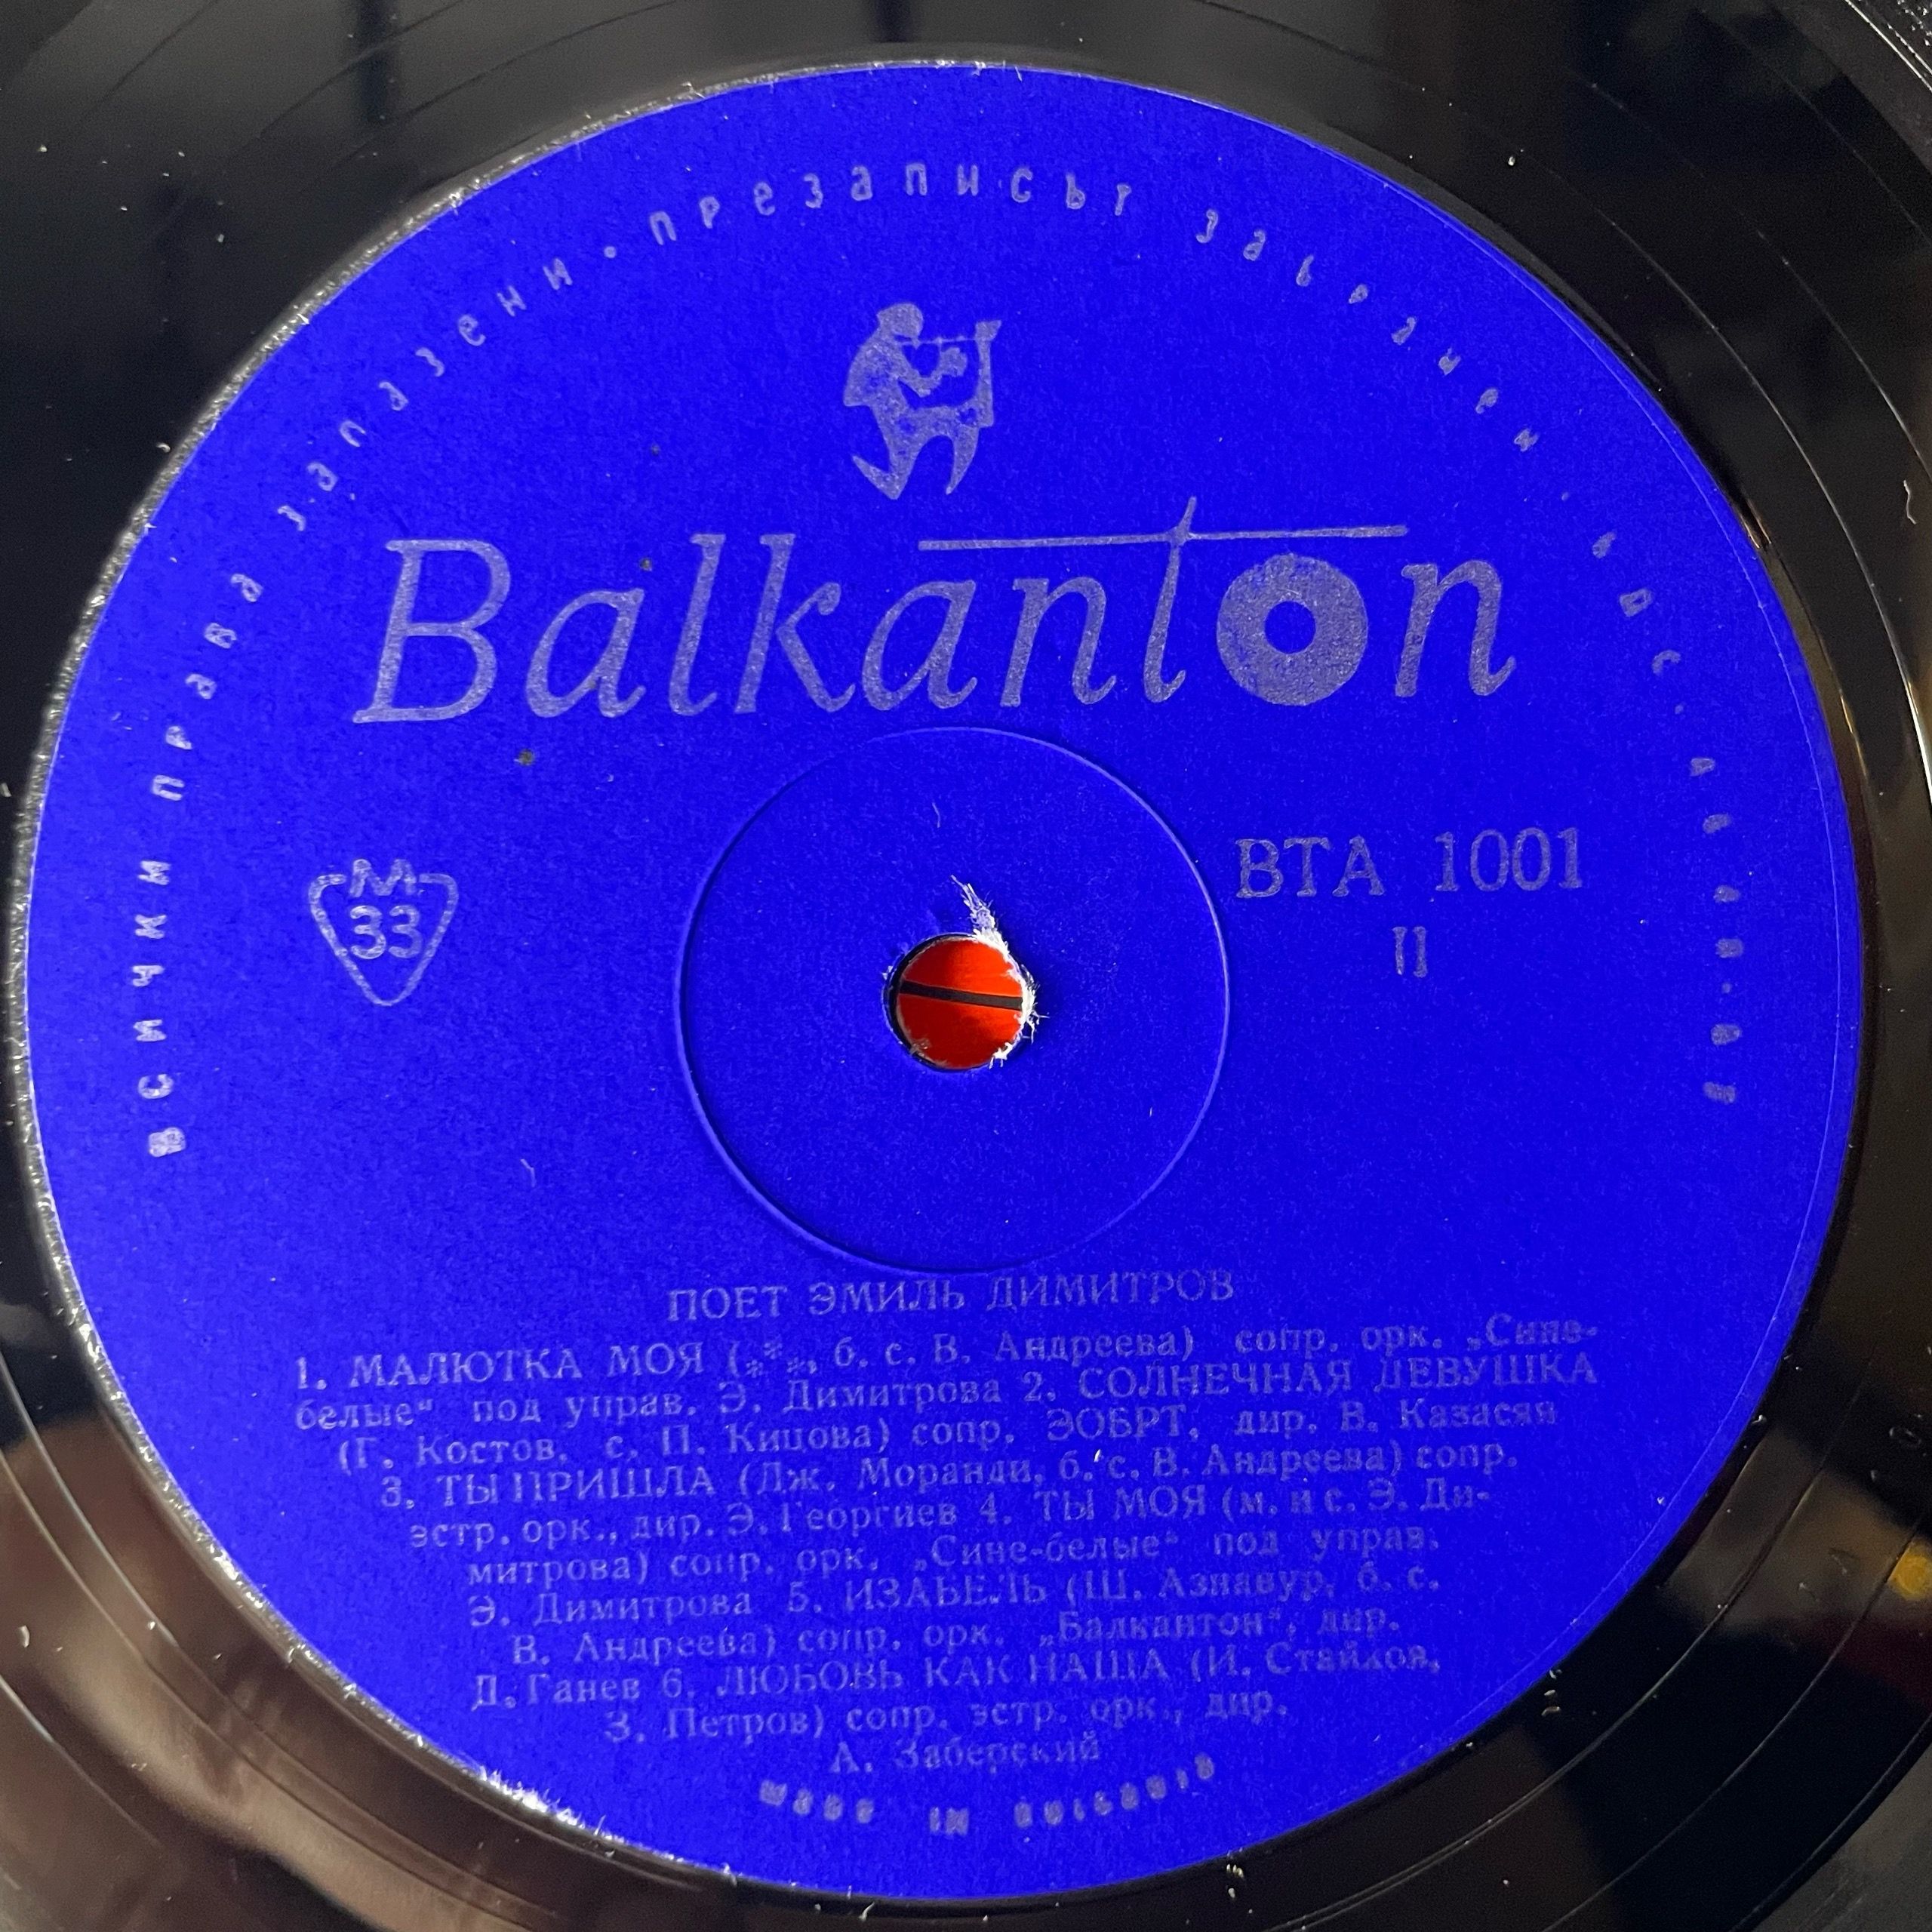 всички права запазени · презаписът забранен · бдс
Balkanton
М
33
ВТА 1001
II
ПОЕТ ЭМИЛЬ ДИМИТРОВ
1. МАЛЮТКА МОЯ (***, б. с. В. Андреева) сопр. орк. „Сине-
белые“ под управ. Э. Димитрова 2. СОЛНЕЧНАЯ ДЕВУШКА
(Г. Костов, с. П. Кицова) сопр. ЭОБРТ, дир. В. Казасян
3. ТЫ ПРИШЛА (Дж. Моранди, б. с. В. Андреева) сопр.
эстр. орк., дир. Э. Георгиев 4. ТЫ МОЯ (м. и с. Э. Ди-
митрова) сопр. орк. „Сине-белые“ под управ.
Э. Димитрова 5. ИЗАБЕЛЬ (Ш. Азнавур, б. с.
В. Андреева) сопр. орк. „Балкантон“, дир.
Д. Ганев 6. ЛЮБОВЬ КАК НАША (И. Стайков,
З. Петров) сопр. эстр. орк., дир.
А. Заберский
made in bulgaria